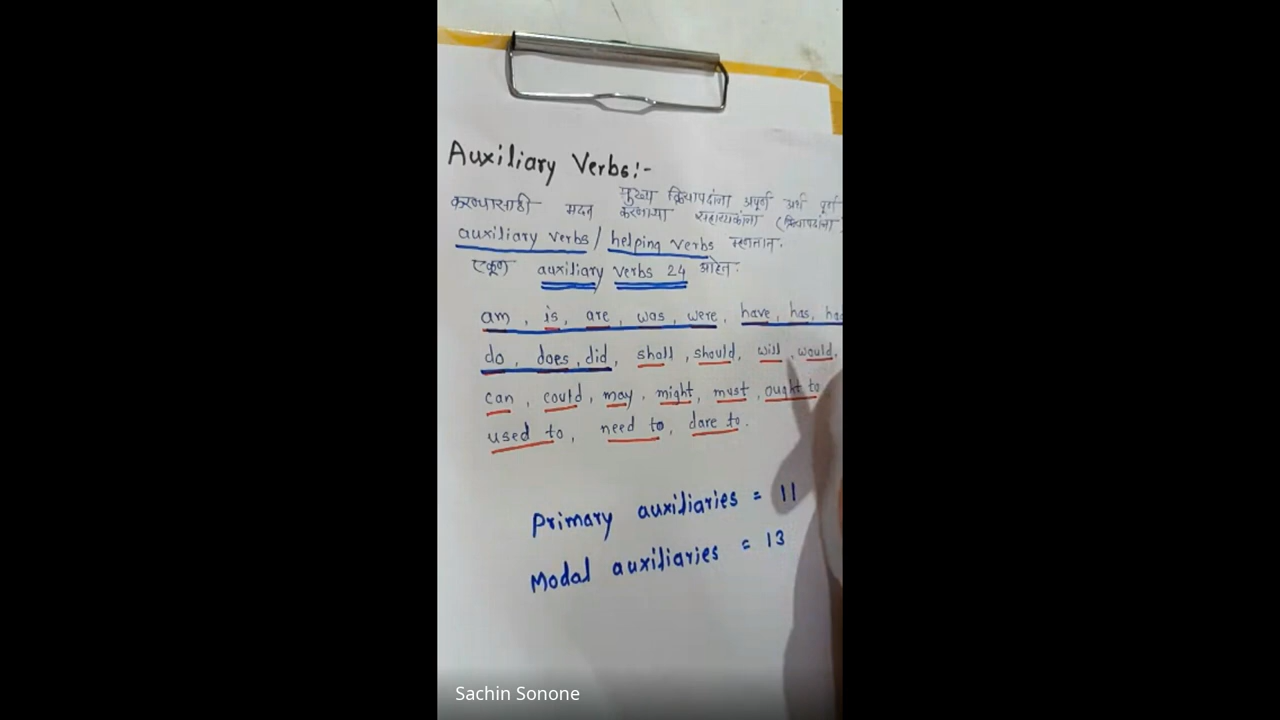 Auxiliary Verbs:-
मुख्य क्रियापदांना अपूर्ण अर्थ पूर्ण
करण्यासाठी मदत करणाऱ्या सहाय्यकांना (क्रियापदांना)
auxiliary verbs / helping verbs म्हणतात.
एकूण auxiliary verbs 24 आहेत.
am, is, are, was, were, have, has, had
do, does, did, shall, should, will, would,
can, could, may, might, must, ought to
used to, need to, dare to.
Primary auxiliaries = 11
Modal auxiliaries = 13
Sachin Sonone